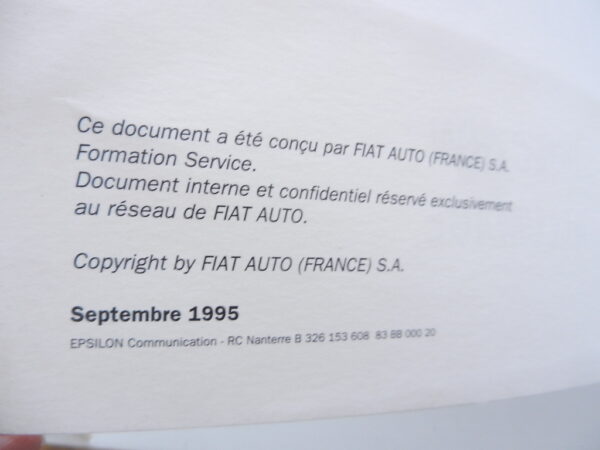 Ce document a été conçu par FIAT AUTO (FRANCE) S.A.
Formation Service.
Document interne et confidentiel réservé exclusivement
au réseau de FIAT AUTO.
Copyright by FIAT AUTO (FRANCE) S.A.
Septembre 1995
EPSILON Communication - RC Nanterre B 326 153 608 83 BB 000 20